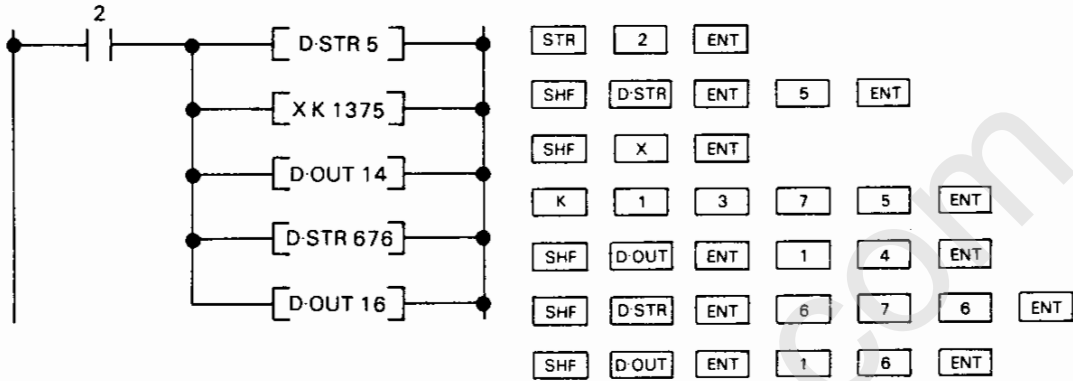 2
D·STR 5
X K 1375
D·OUT 14
D·STR 676
D·OUT 16
STR 2 ENT
SHF D·STR ENT 5 ENT
SHF X ENT
K 1 3 7 5 ENT
SHF D·OUT ENT 1 4 ENT
SHF D·STR ENT 6 7 6 ENT
SHF D·OUT ENT 1 6 ENT
com